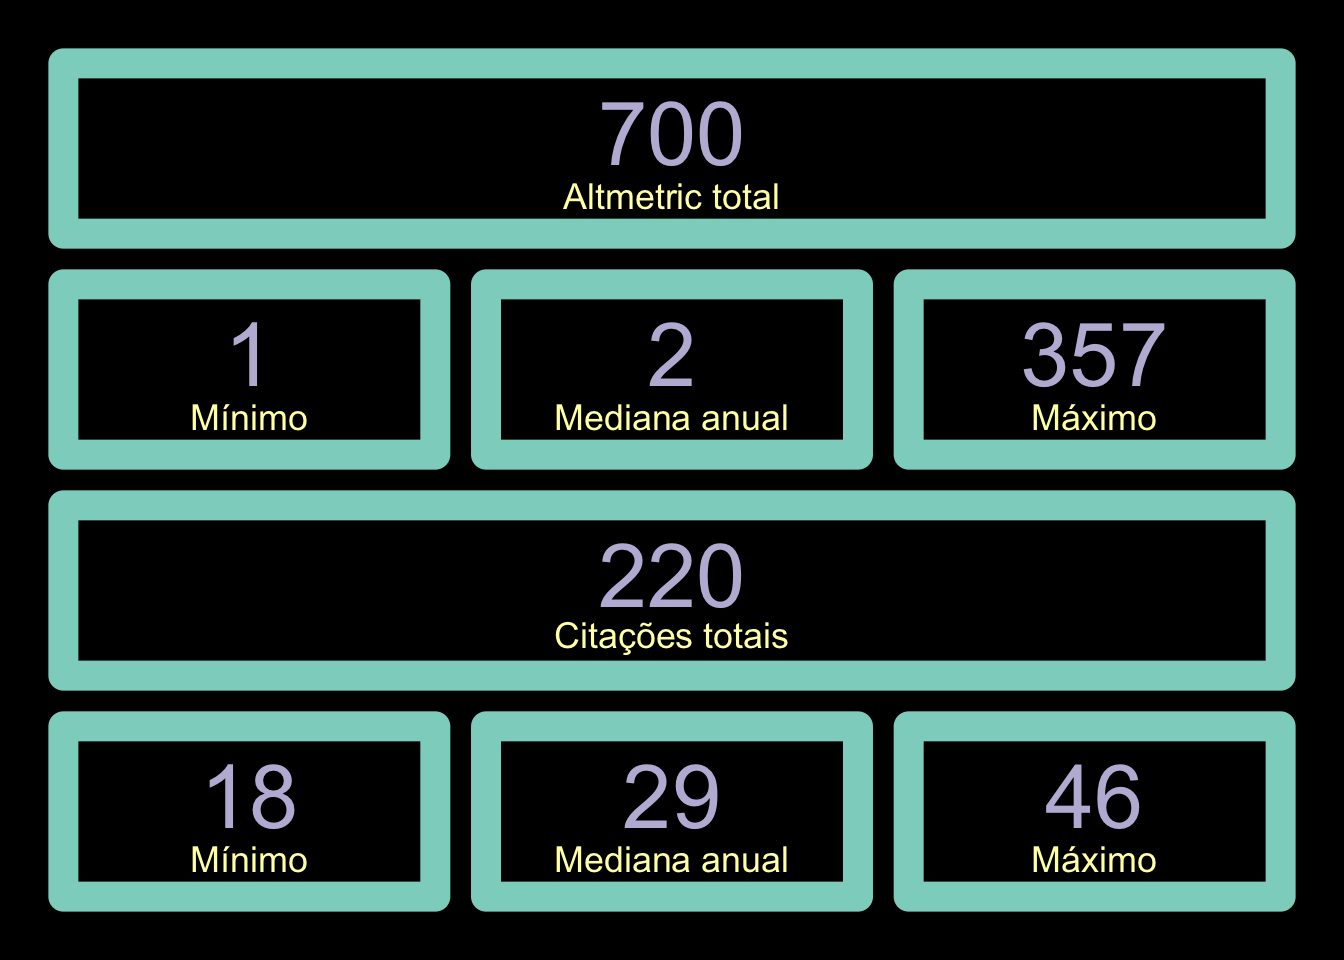 700
Altmetric total
1
Mínimo
2
Mediana anual
357
Máximo
220
Citações totais
18
Mínimo
29
Mediana anual
46
Máximo